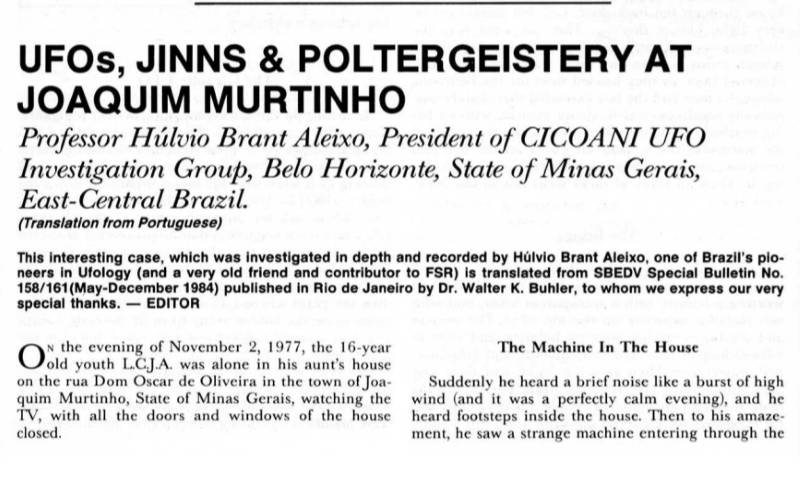 UFOs, JINNS & POLTERGEISTERY AT
JOAQUIM MURTINHO
Professor Húlvio Brant Aleixo, President of CICOANI UFO
Investigation Group, Belo Horizonte, State of Minas Gerais,
East-Central Brazil.
(Translation from Portuguese)
This interesting case, which was investigated in depth and recorded by Húlvio Brant Aleixo, one of Brazil's pio-
neers in Ufology (and a very old friend and contributor to FSR) is translated from SBEDV Special Bulletin No.
158/161(May-December 1984) published in Rio de Janeiro by Dr. Walter K. Buhler, to whom we express our very
special thanks. — EDITOR
ON the evening of November 2, 1977, the 16-year
old youth L.C.J.A. was alone in his aunt's house
on the rua Dom Oscar de Oliveira in the town of Joa-
quim Murtinho, State of Minas Gerais, watching the
TV, with all the doors and windows of the house
closed.
The Machine In The House
Suddenly he heard a brief noise like a burst of high
wind (and it was a perfectly calm evening), and he
heard footsteps inside the house. Then to his amaze-
ment, he saw a strange machine entering through the